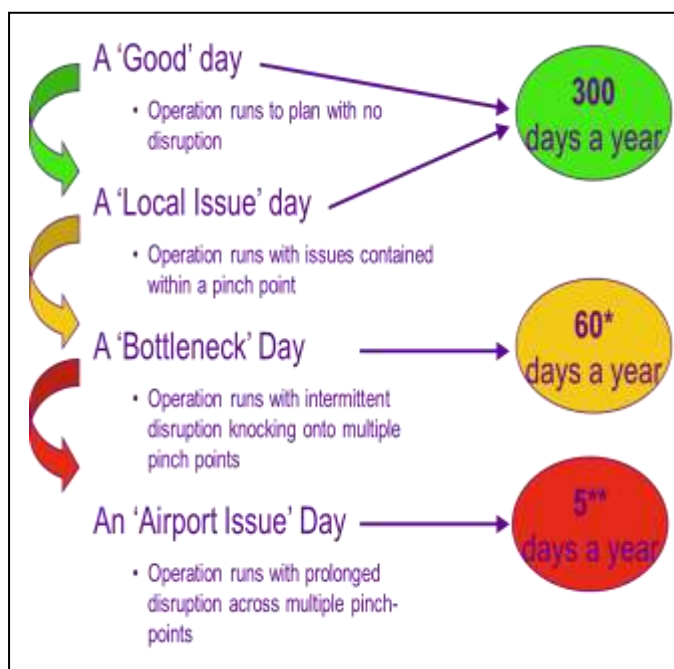 A 'Good' day
• Operation runs to plan with no
disruption
300
days a year
A 'Local Issue' day
• Operation runs with issues contained
within a pinch point
A 'Bottleneck' Day
• Operation runs with intermittent
disruption knocking onto multiple
pinch points
60*
days a year
An 'Airport Issue' Day
• Operation runs with prolonged
disruption across multiple pinch-
points
5**
days a year